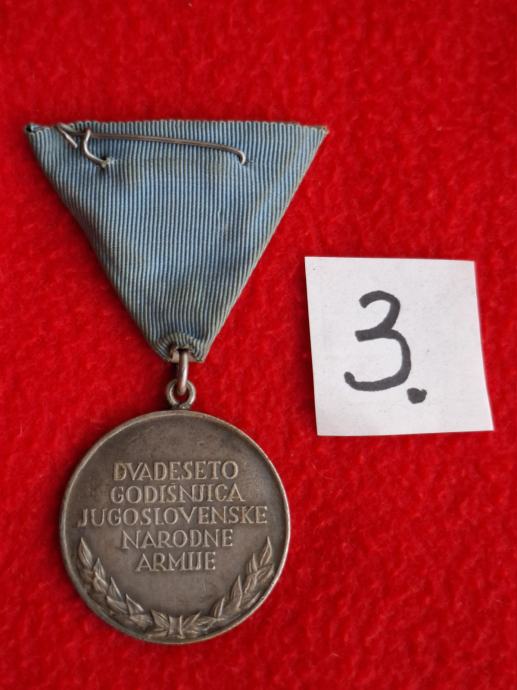 3.
DVADESETO
GODIŠNJICA
JUGOSLOVENSKE
NARODNE
ARMIJE